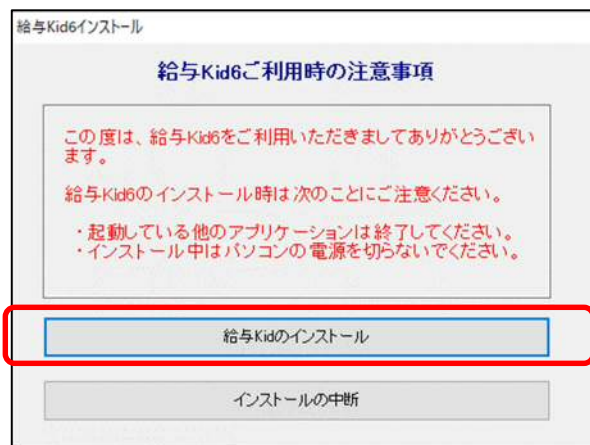 給与Kid6インストール
給与Kid6ご利用時の注意事項
この度は、給与Kid6をご利用いただきましてありがとうござい
ます。
給与Kid6のインストール時は次のことにご注意ください。
・起動している他のアプリケーションは終了してください。
・インストール中はパソコンの電源を切らないでください。
給与Kidのインストール
インストールの中断